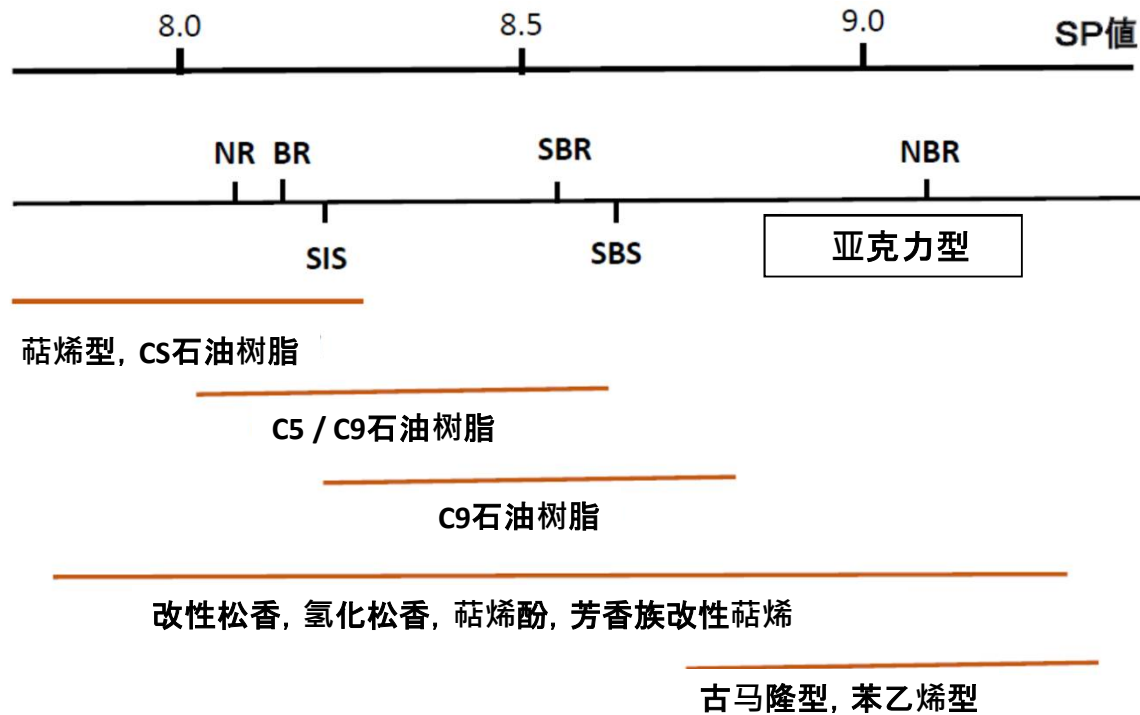 8.0 8.5 9.0 SP値
NR BR SBR NBR
SIS SBS 亚克力型
萜烯型, CS石油树脂
C5 / C9石油树脂
C9石油树脂
改性松香, 氢化松香, 萜烯酚, 芳香族改性萜烯
古马隆型, 苯乙烯型